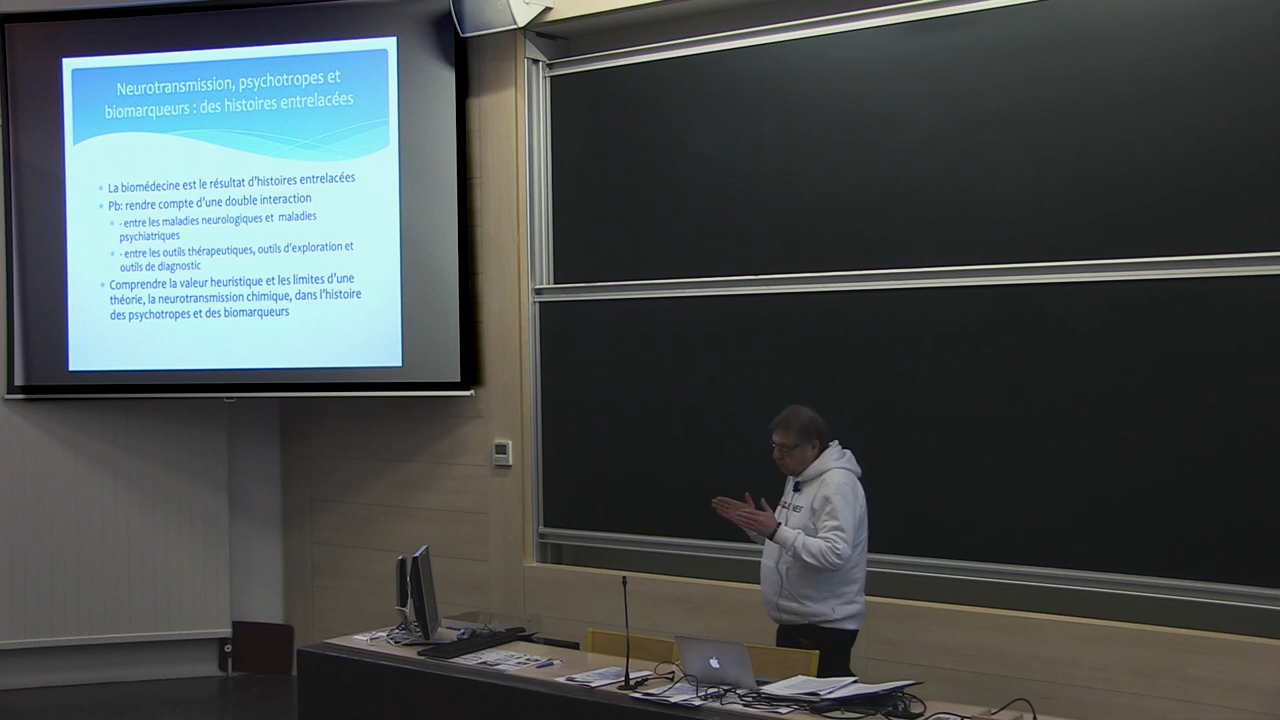 Neurotransmission, psychotropes et
biomarqueurs : des histoires entrelacées
La biomédecine est le résultat d'histoires entrelacées
Pb: rendre compte d'une double interaction
- entre les maladies neurologiques et maladies
psychiatriques
- entre les outils thérapeutiques, outils d'exploration et
outils de diagnostic
Comprendre la valeur heuristique et les limites d'une
théorie, la neurotransmission chimique, dans l'histoire
des psychotropes et des biomarqueurs